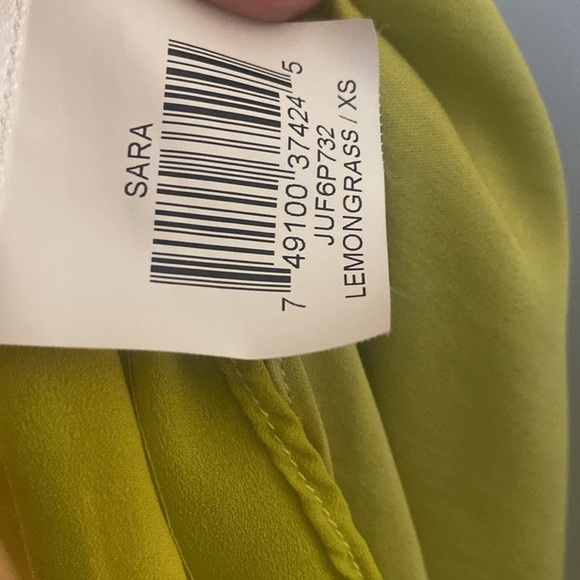 SARA
7 49100 37424 5
JUF6P732
LEMONGRASS / XS